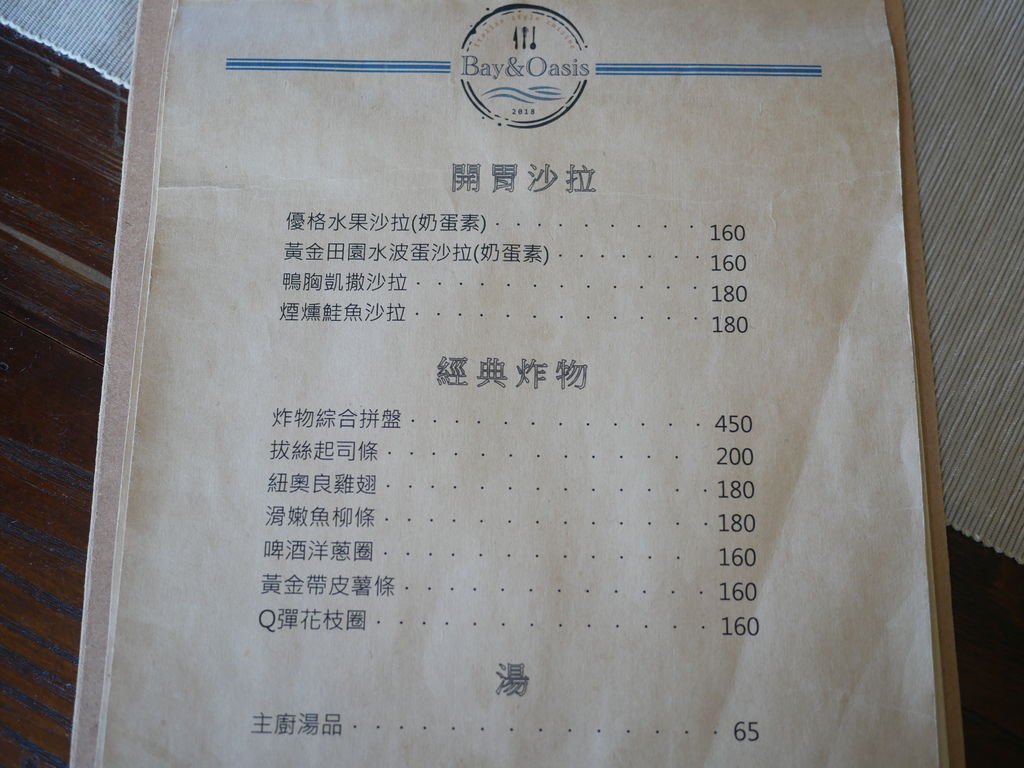 Italian style cuisine
Bay&Oasis
2018
開胃沙拉
優格水果沙拉(奶蛋素) · · · · · · · · · · 160
黃金田園水波蛋沙拉(奶蛋素) · · · · · · · 160
鴨胸凱撒沙拉 · · · · · · · · · · · · · 180
煙燻鮭魚沙拉 · · · · · · · · · · · · · 180
經典炸物
炸物綜合拼盤 · · · · · · · · · · · · · 450
拔絲起司條 · · · · · · · · · · · · · 200
紐奧良雞翅 · · · · · · · · · · · · · · 180
滑嫩魚柳條 · · · · · · · · · · · · · · 180
啤酒洋蔥圈 · · · · · · · · · · · · · 160
黃金帶皮薯條 · · · · · · · · · · · · · 160
Q彈花枝圈 · · · · · · · · · · · · · · 160
湯
主廚湯品 · · · · · · · · · · · · · · · 65